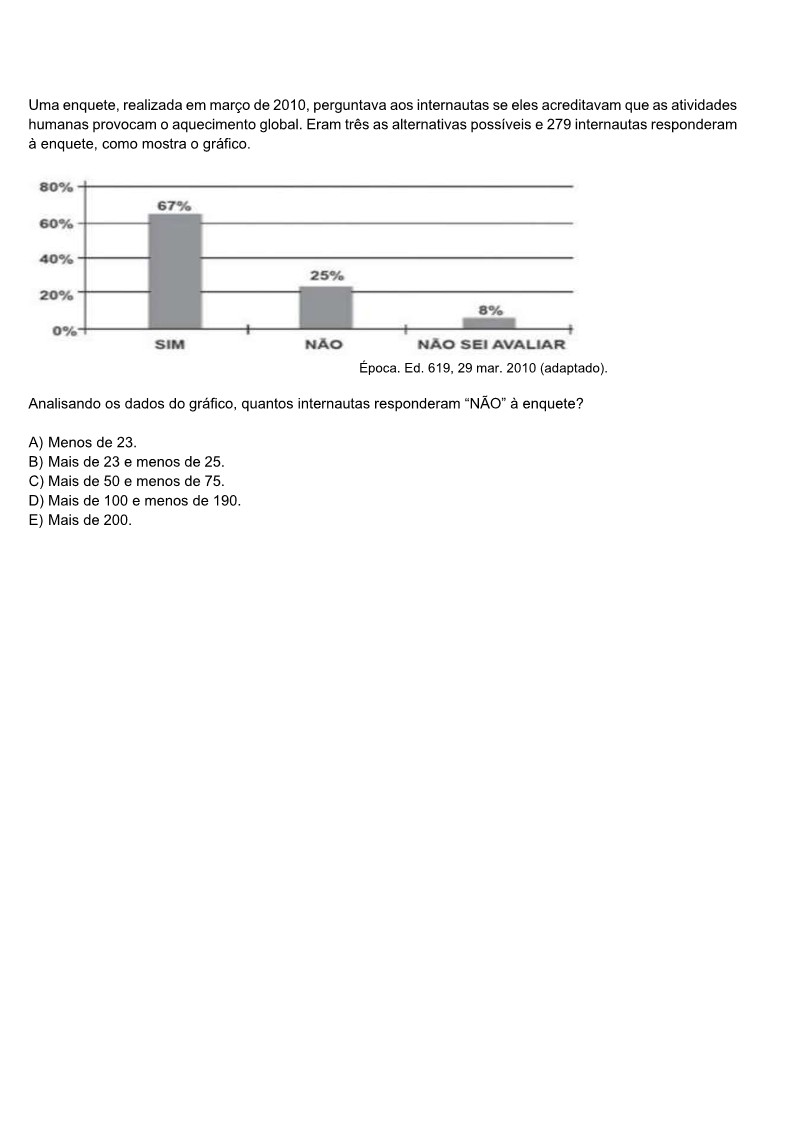 Uma enquete, realizada em março de 2010, perguntava aos internautas se eles acreditavam que as atividades
humanas provocam o aquecimento global. Eram três as alternativas possíveis e 279 internautas responderam
à enquete, como mostra o gráfico.
80%
67%
60%
40%
25%
20%
8%
0%
SIM NÃO NÃO SEI AVALIAR
Época. Ed. 619, 29 mar. 2010 (adaptado).
Analisando os dados do gráfico, quantos internautas responderam “NÃO” à enquete?
A) Menos de 23.
B) Mais de 23 e menos de 25.
C) Mais de 50 e menos de 75.
D) Mais de 100 e menos de 190.
E) Mais de 200.